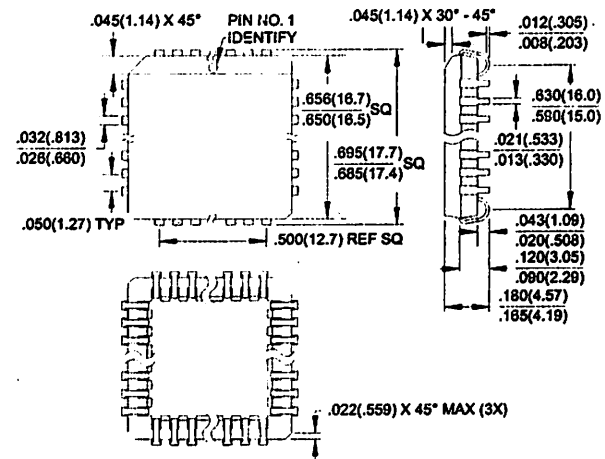 .045(1.14) X 45°
PIN NO. 1
IDENTIFY
.045(1.14) X 30° - 45°
.012(.305)
.008(.203)
.656(16.7)
.650(16.5)
SQ
.630(16.0)
.590(15.0)
.032(.813)
.026(.660)
.695(17.7)
.685(17.4)
SQ
.021(.533)
.013(.330)
.050(1.27) TYP
.500(12.7) REF SQ
.043(1.09)
.020(.508)
.120(3.05)
.090(2.29)
.180(4.57)
.165(4.19)
.022(.559) X 45° MAX (3X)